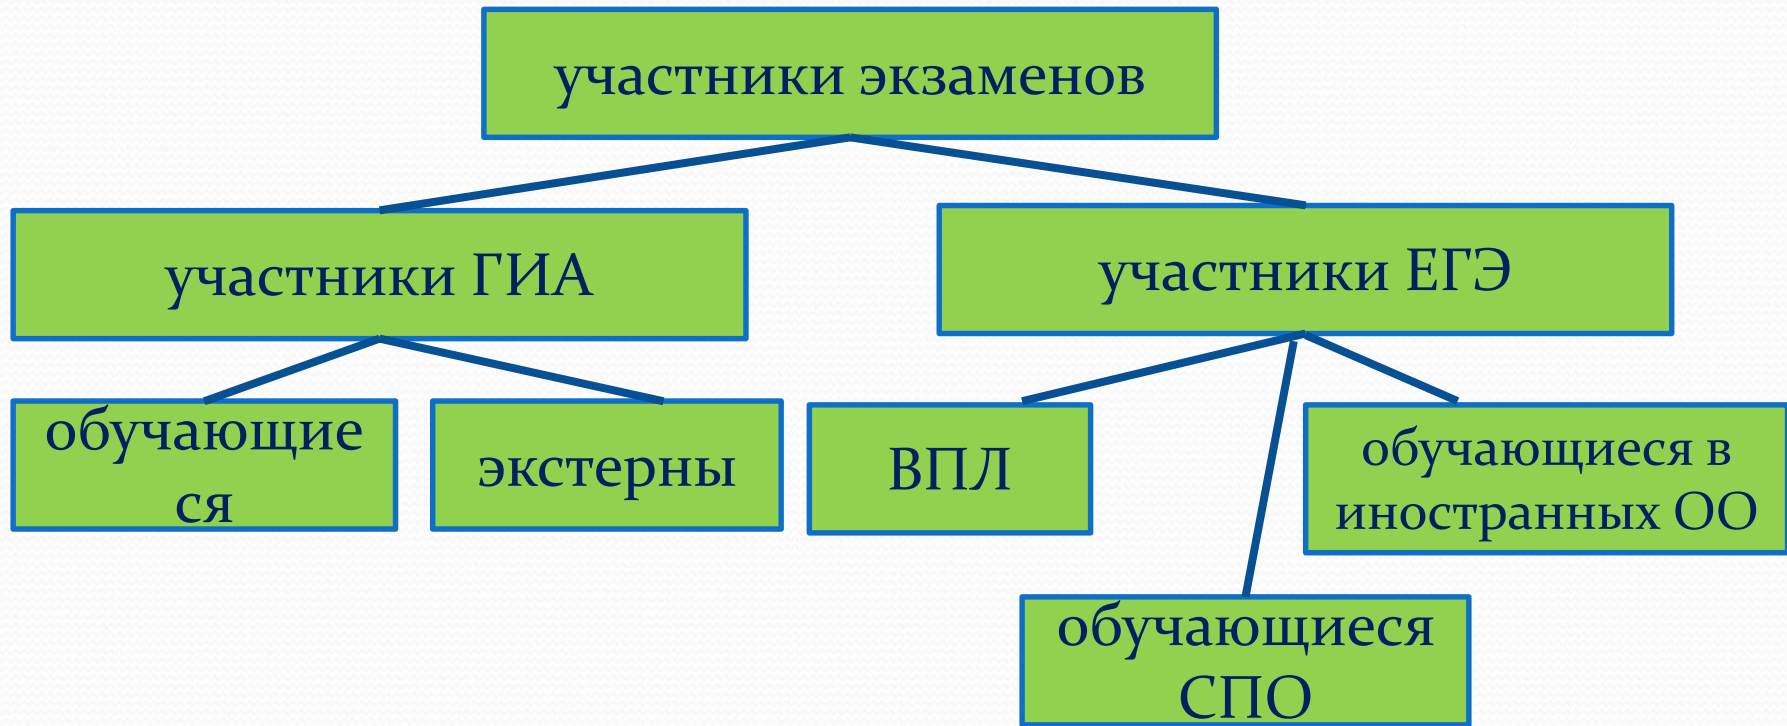 участники экзаменов
участники ГИА
участники ЕГЭ
обучающие
ся
экстерны
ВПЛ
обучающиеся в
иностранных ОО
обучающиеся
СПО